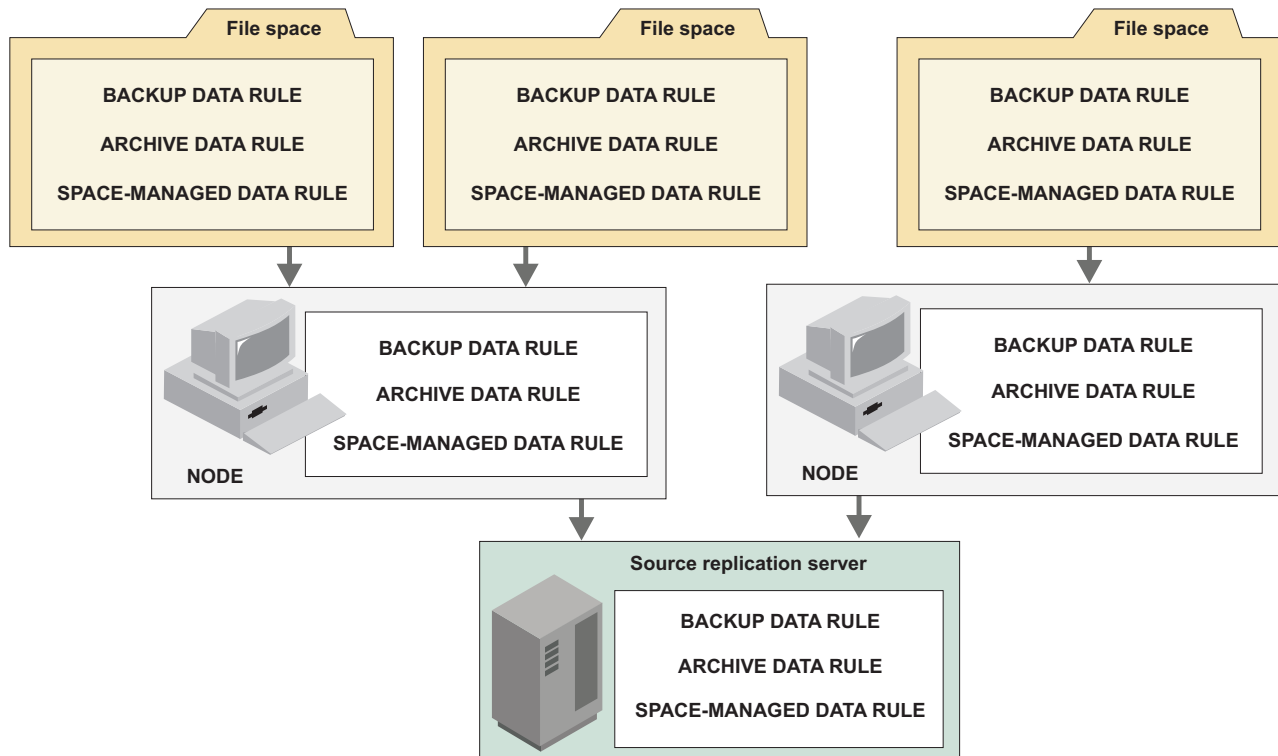 File space
BACKUP DATA RULE
ARCHIVE DATA RULE
SPACE-MANAGED DATA RULE
File space
BACKUP DATA RULE
ARCHIVE DATA RULE
SPACE-MANAGED DATA RULE
File space
BACKUP DATA RULE
ARCHIVE DATA RULE
SPACE-MANAGED DATA RULE
BACKUP DATA RULE
ARCHIVE DATA RULE
SPACE-MANAGED DATA RULE
NODE
BACKUP DATA RULE
ARCHIVE DATA RULE
SPACE-MANAGED DATA RULE
NODE
Source replication server
BACKUP DATA RULE
ARCHIVE DATA RULE
SPACE-MANAGED DATA RULE